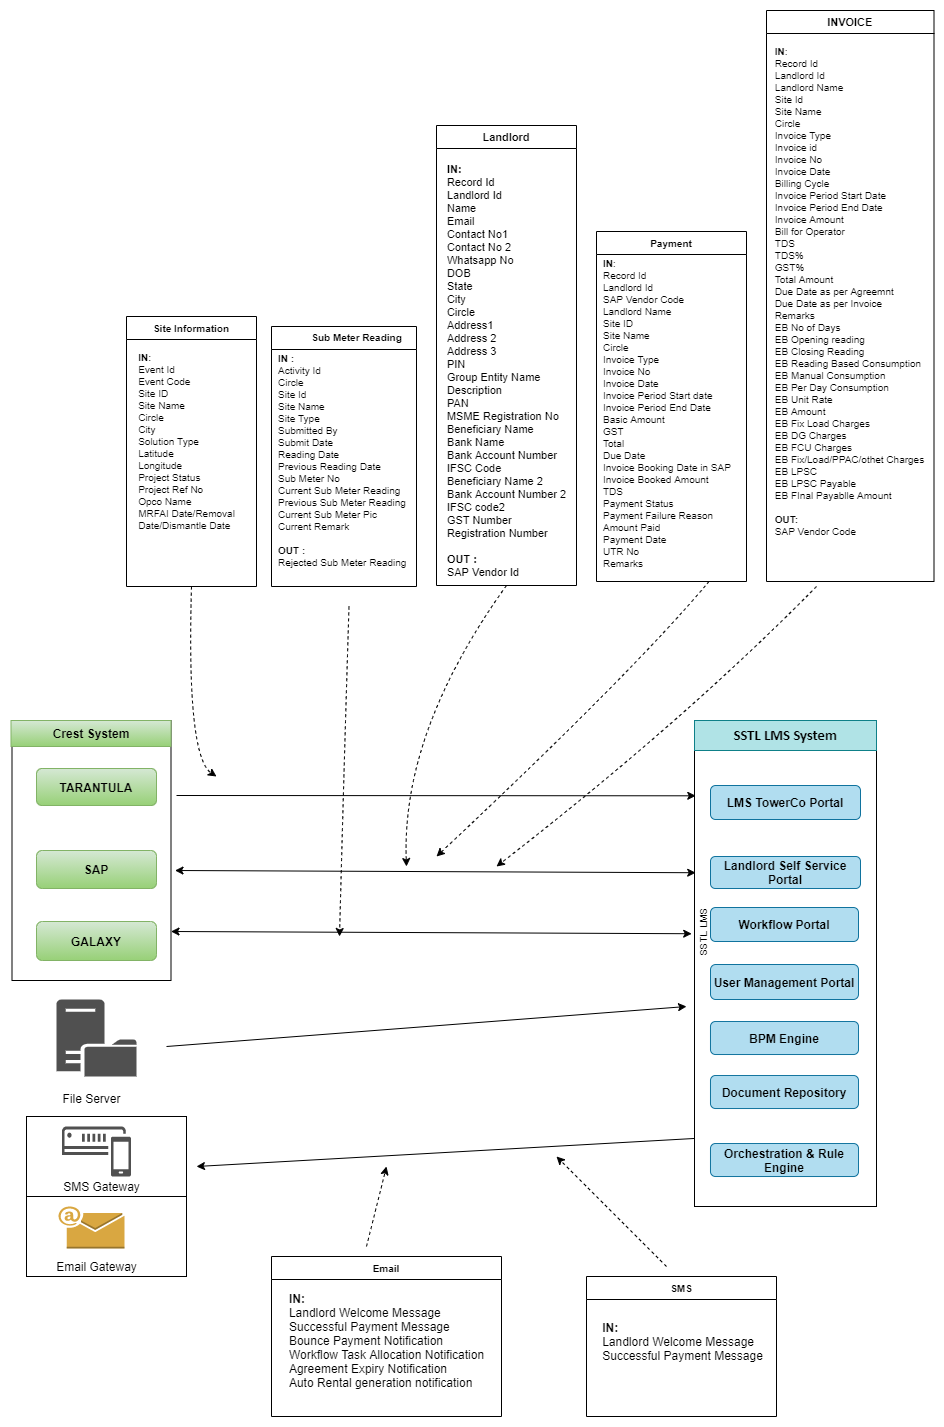 INVOICE
IN:
Record Id
Landlord Id
Landlord Name
Site Id
Site Name
Circle
Invoice Type
Invoice id
Invoice No
Invoice Date
Billing Cycle
Invoice Period Start Date
Invoice Period End Date
Invoice Amount
Bill for Operator
TDS
TDS%
GST%
Total Amount
Due Date as per Agreemnt
Due Date as per Invoice
Remarks
EB No of Days
EB Opening reading
EB Closing Reading
EB Reading Based Consumption
EB Manual Consumption
EB Per Day Consumption
EB Unit Rate
EB Amount
EB Fix Load Charges
EB DG Charges
EB FCU Charges
EB Fix/Load/PPAC/othet Charges
EB LPSC
EB LPSC Payable
EB FInal Payablle Amount
OUT:
SAP Vendor Code
Landlord
IN:
Record Id
Landlord Id
Name
Email
Contact No1
Contact No 2
Whatsapp No
DOB
State
City
Circle
Address1
Address 2
Address 3
PIN
Group Entity Name
Description
PAN
MSME Registration No
Beneficiary Name
Bank Name
Bank Account Number
IFSC Code
Beneficiary Name 2
Bank Account Number 2
IFSC code2
GST Number
Registration Number
OUT :
SAP Vendor Id
Payment
IN:
Record Id
Landlord Id
SAP Vendor Code
Landlord Name
Site ID
Site Name
Circle
Invoice Type
Invoice No
Invoice Date
Invoice Period Start date
Invoice Period End Date
Basic Amount
GST
Total
Due Date
Invoice Booking Date in SAP
Invoice Booked Amount
TDS
Payment Status
Payment Failure Reason
Amount Paid
Payment Date
UTR No
Remarks
Site Information
IN:
Event Id
Event Code
Site ID
Site Name
Circle
City
Solution Type
Latitude
Longitude
Project Status
Project Ref No
Opco Name
MRFAI Date/Removal
Date/Dismantle Date
Sub Meter Reading
IN :
Activity Id
Circle
Site Id
Site Name
Site Type
Submitted By
Submit Date
Reading Date
Previous Reading Date
Sub Meter No
Current Sub Meter Reading
Previous Sub Meter Reading
Current Sub Meter Pic
Current Remark
OUT :
Rejected Sub Meter Reading
Crest System
TARANTULA
SAP
GALAXY
SSTL LMS System
LMS TowerCo Portal
Landlord Self Service
Portal
SSTL LMS
Workflow Portal
User Management Portal
BPM Engine
Document Repository
Orchestration & Rule
Engine
File Server
SMS Gateway
Email Gateway
Email
IN:
Landlord Welcome Message
Successful Payment Message
Bounce Payment Notification
Workflow Task Allocation Notification
Agreement Expiry Notification
Auto Rental generation notification
SMS
IN:
Landlord Welcome Message
Successful Payment Message